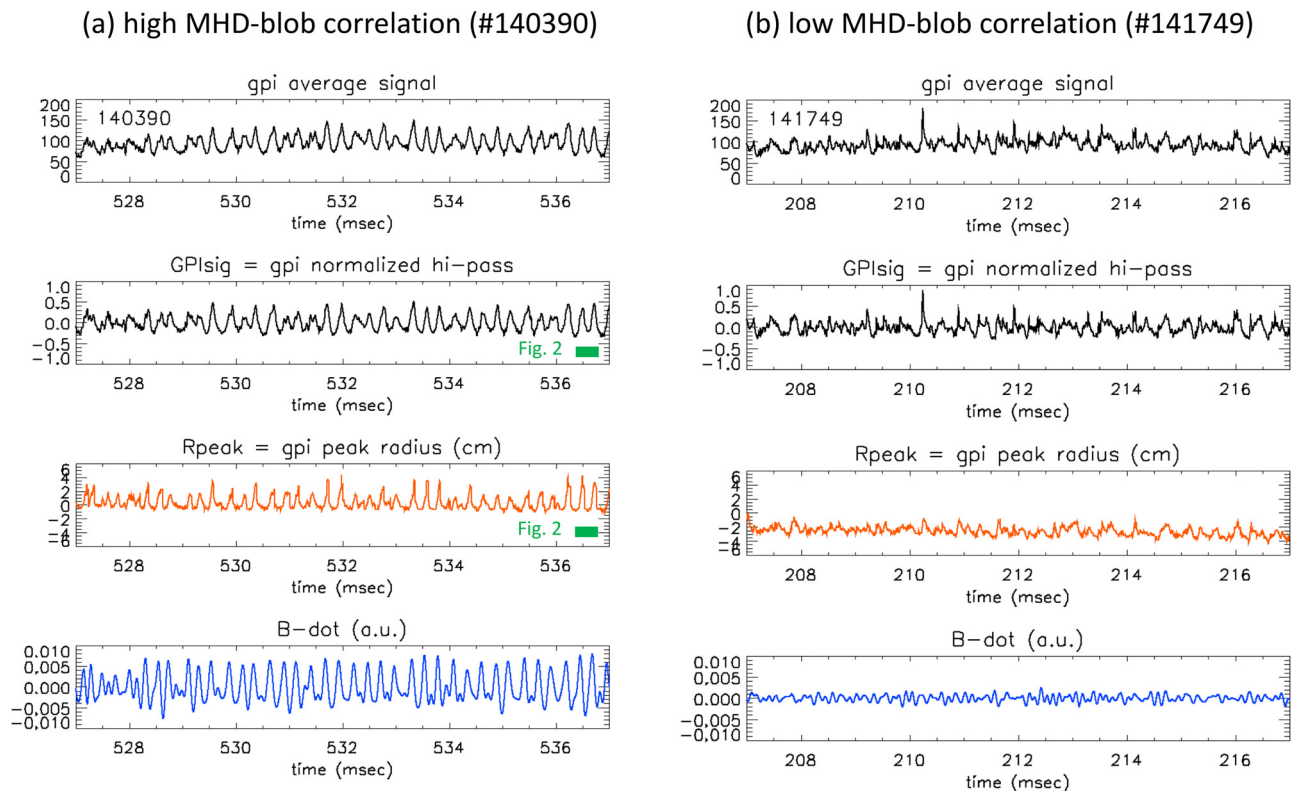 (a) high MHD-blob correlation (#140390)
gpi average signal
200
150
100
50
0
140390
528 530 532 534 536
time (msec)
GPIsig = gpi normalized hi-pass
1.0
0.5
0.0
-0.5
-1.0
Fig. 2
528 530 532 534 536
time (msec)
Rpeak = gpi peak radius (cm)
6
4
2
0
-2
-4
-6
Fig. 2
528 530 532 534 536
time (msec)
B-dot (a.u.)
0.010
0.005
0.000
-0.005
-0.010
528 530 532 534 536
time (msec)
(b) low MHD-blob correlation (#141749)
gpi average signal
200
150
100
50
0
141749
208 210 212 214 216
time (msec)
GPIsig = gpi normalized hi-pass
1.0
0.5
0.0
-0.5
-1.0
208 210 212 214 216
time (msec)
Rpeak = gpi peak radius (cm)
6
4
2
0
-2
-4
-6
208 210 212 214 216
time (msec)
B-dot (a.u.)
0.010
0.005
0.000
-0.005
-0.010
208 210 212 214 216
time (msec)